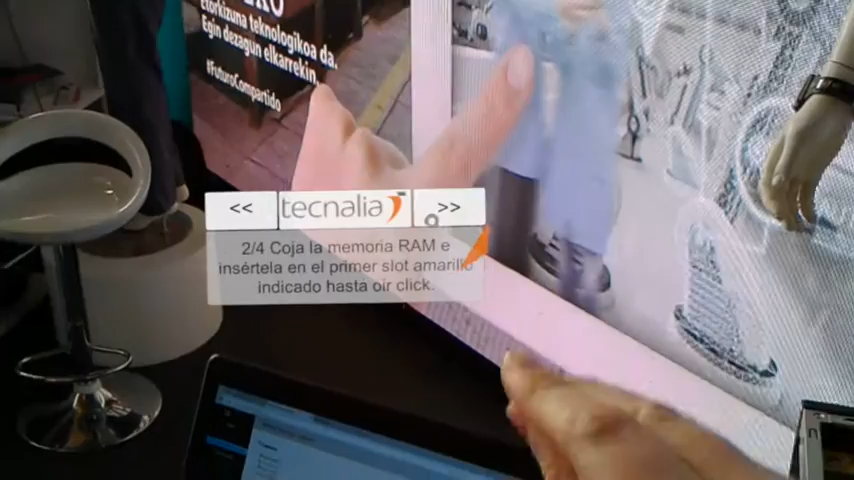 Etorkizuna teknologikoa da.
Egin dezagun elkarrekin.
#FuturoCompartido
<<
tecnalia
>>
2/4 Coja la memoria RAM e
insértela en el primer slot amarillo
indicado hasta oir click.